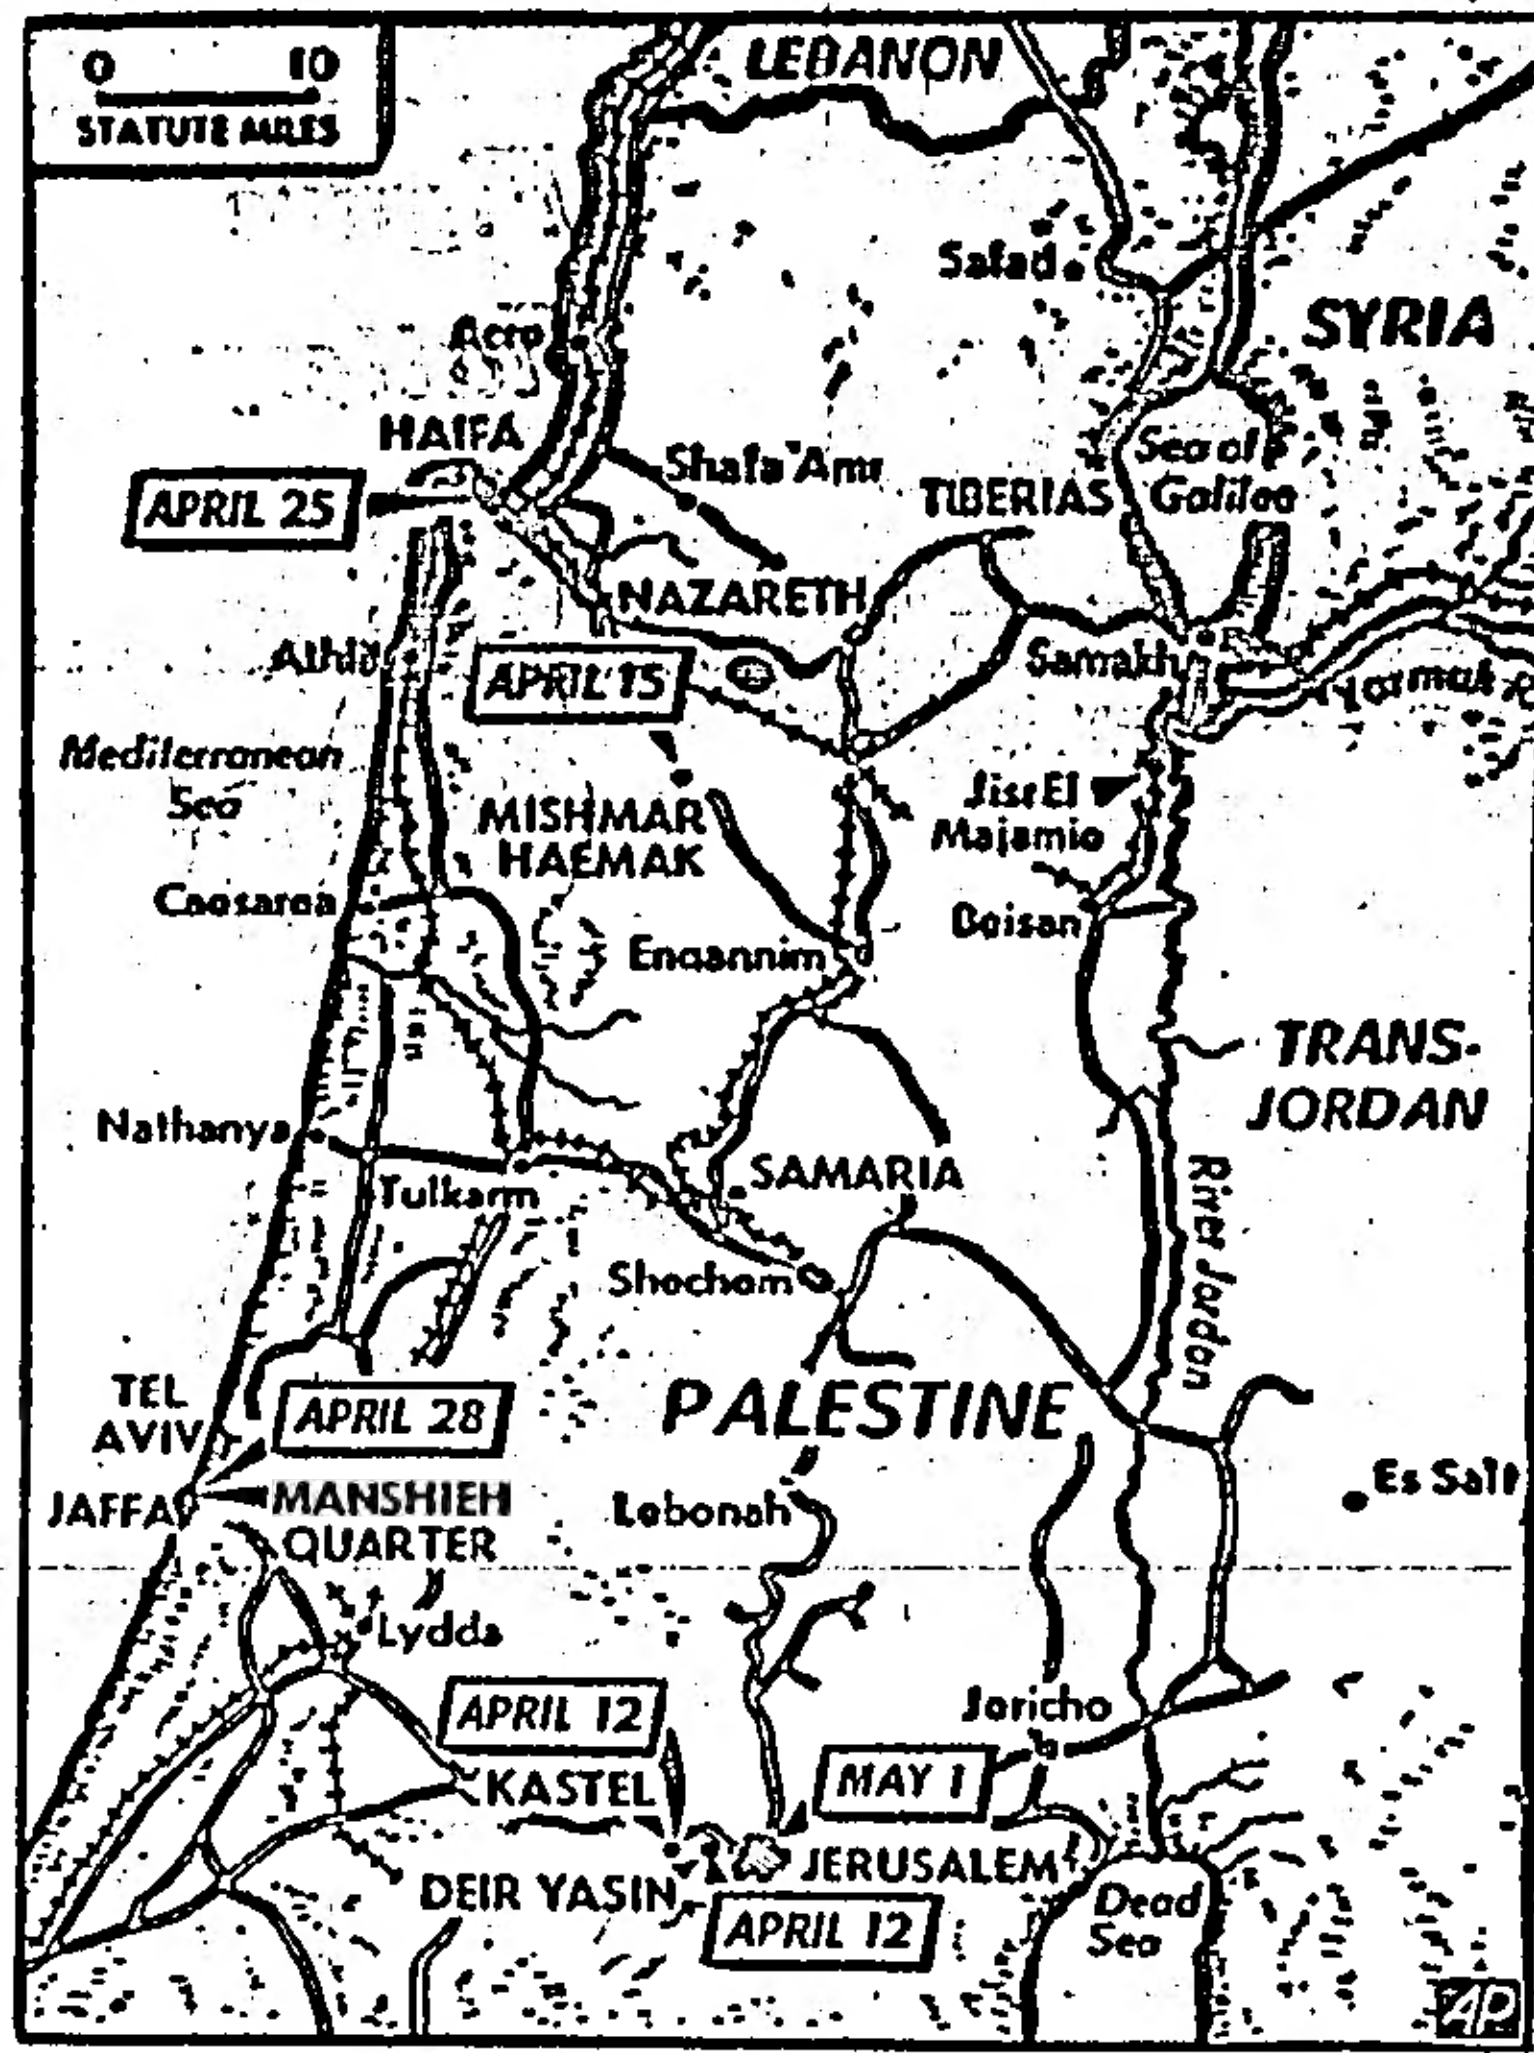 0 10
STATUTE MILES
LEBANON
Safad
SYRIA
Acre
HAIFA
APRIL 25
Shafa 'Amr
TIBERIAS
Sea of
Galilee
NAZARETH
Athlit
APRIL 15
Samakh
Mediterranean
Sea
MISHMAR
HAEMAK
Jisr El
Majamie
Caesarea
Engannim
Beisan
TRANS-
JORDAN
Nathanya
Tulkarm
SAMARIA
River Jordan
Shechem
TEL
AVIV
APRIL 28
PALESTINE
JAFFA
MANSHIEH
QUARTER
Lebonah
Es Salt
Lydda
APRIL 12
Jericho
KASTEL
MAY 1
DEIR YASIN
JERUSALEM
APRIL 12
Dead
Sea
AP